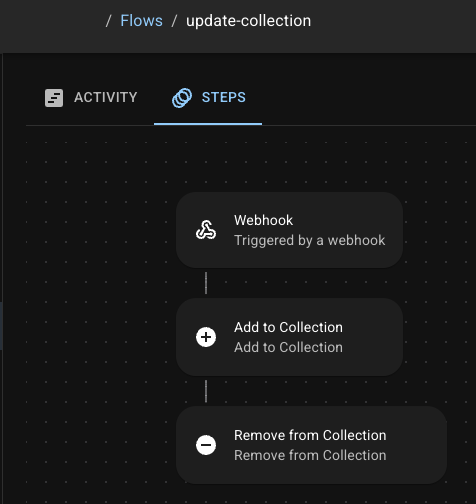 / Flows / update-collection
ACTIVITY STEPS
Webhook
Triggered by a webhook
Add to Collection
Add to Collection
Remove from Collection
Remove from Collection